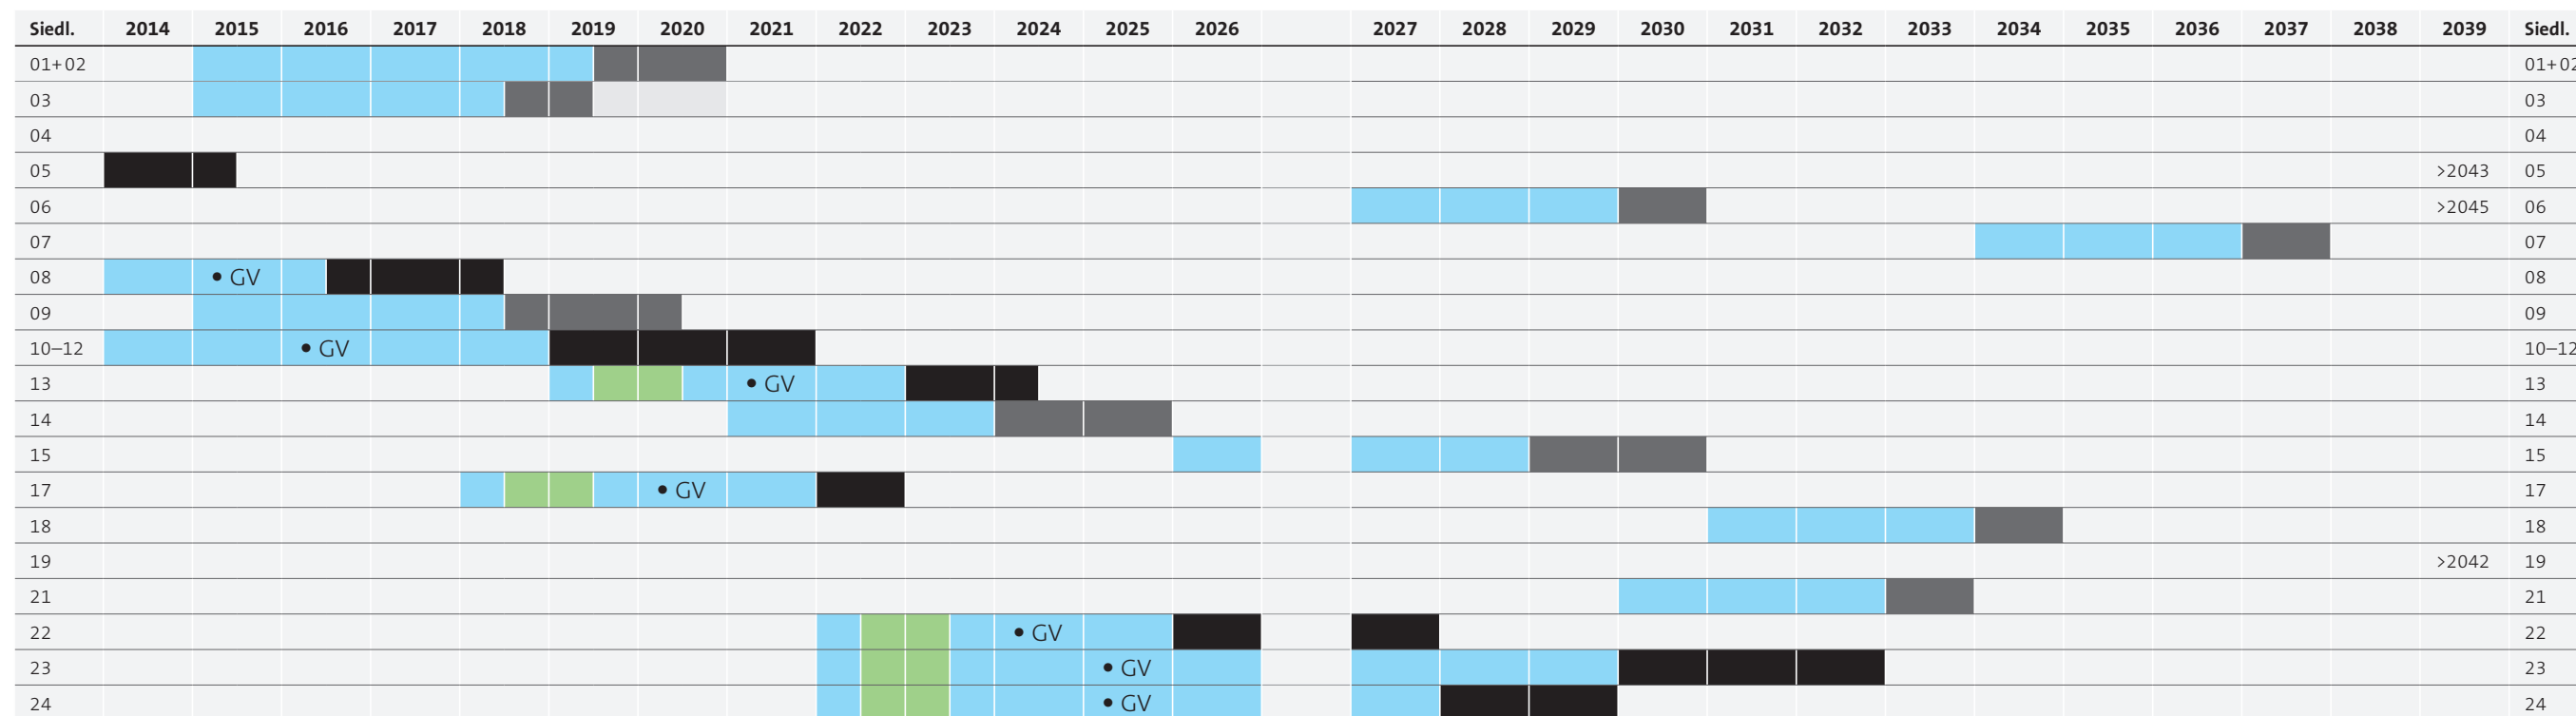 Siedl. 2014 2015 2016 2017 2018 2019 2020 2021 2022 2023 2024 2025 2026 2027 2028 2029 2030 2031 2032 2033 2034 2035 2036 2037 2038 2039 Siedl.
01+02 01+02
03 03
04 04
05 >2043 05
06 >2045 06
07 07
08 • GV 08
09 09
10–12 • GV 10–12
13 • GV 13
14 14
15 15
17 • GV 17
18 18
19 >2042 19
21 21
22 • GV 22
23 • GV 23
24 • GV 24